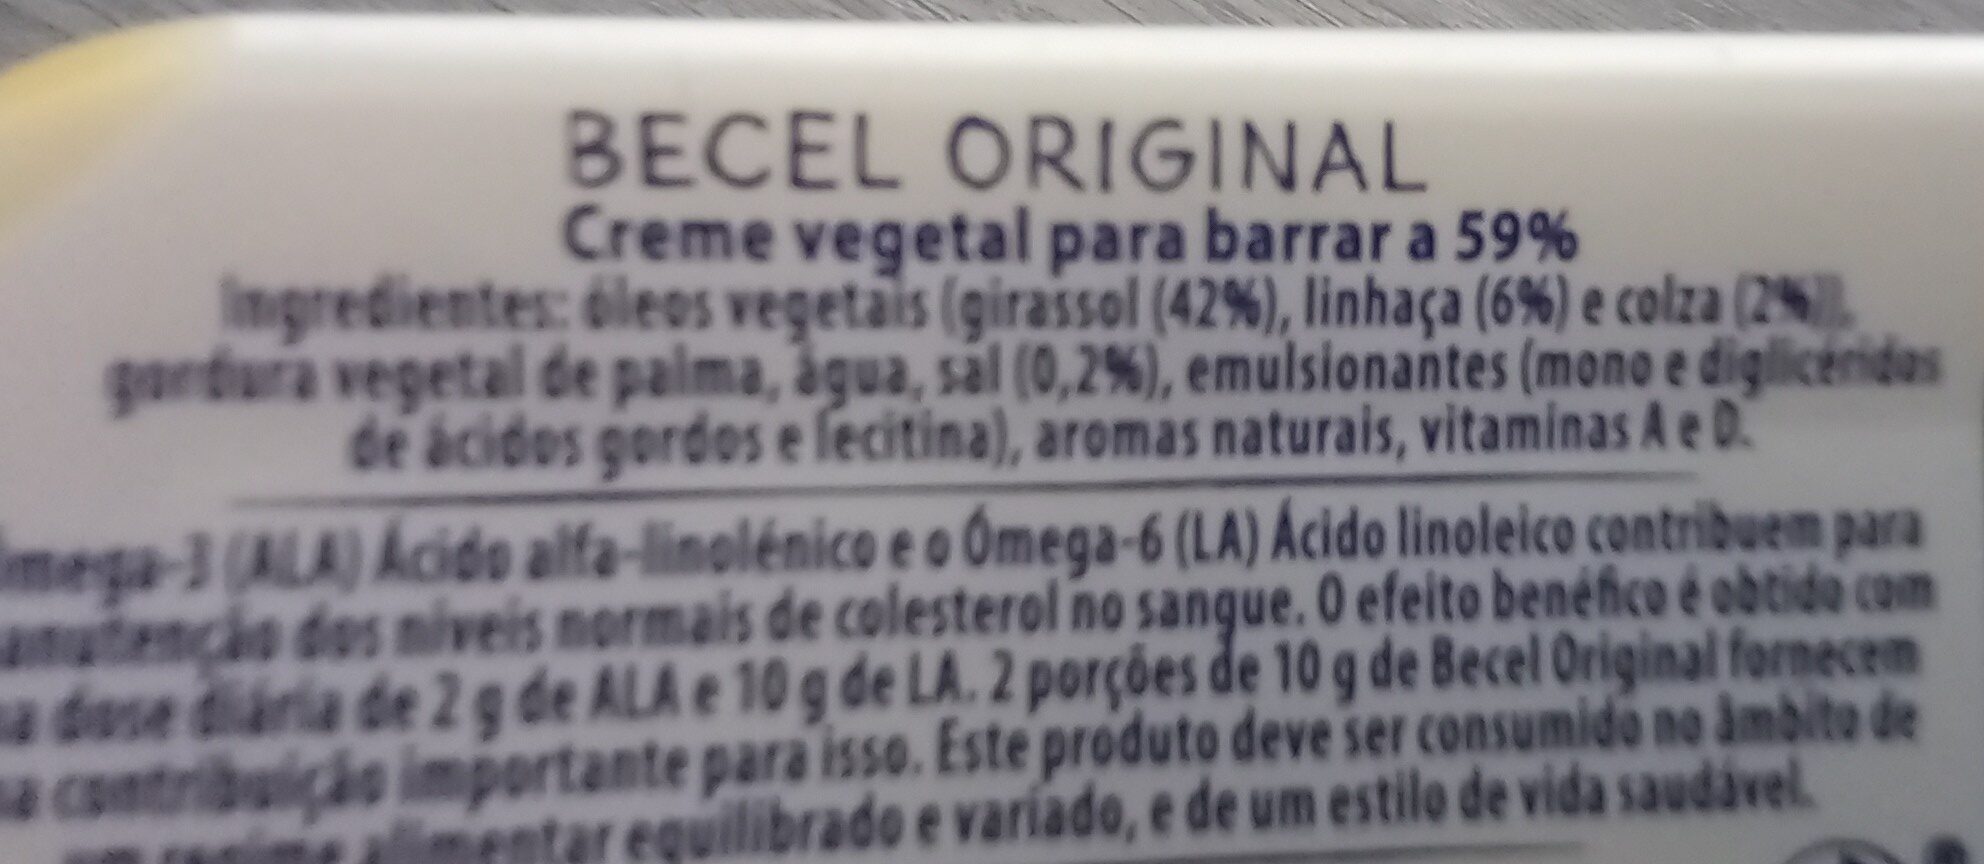 BECEL ORIGINAL
Creme vegetal para barrar a 59%
Ingredientes: óleos vegetais (girassol (42%), linhaça (6%) e colza (2%)),
gordura vegetal de palma, água, sal (0,2%), emulsionantes (mono e diglicéridos
de ácidos gordos e lecitina), aromas naturais, vitaminas A e D.
mega-3 (ALA) Ácido alfa-linolénico e o Ómega-6 (LA) Ácido linoleico contribuem para
anutenção dos níveis normais de colesterol no sangue. O efeito benéfico é obtido com
a dose diária de 2 g de ALA e 10 g de LA. 2 porções de 10 g de Becel Original fornecem
a contribuição importante para isso. Este produto deve ser consumido no âmbito de
um regime alimentar equilibrado e variado, e de um estilo de vida saudável.